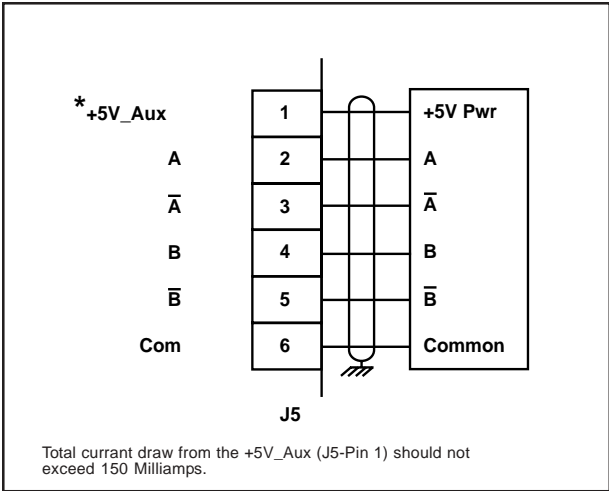 *+5V_Aux 1 +5V Pwr
A 2 A
A̅ 3 A̅
B 4 B
B̅ 5 B̅
Com 6 Common
J5
Total currant draw from the +5V_Aux (J5-Pin 1) should not
exceed 150 Milliamps.